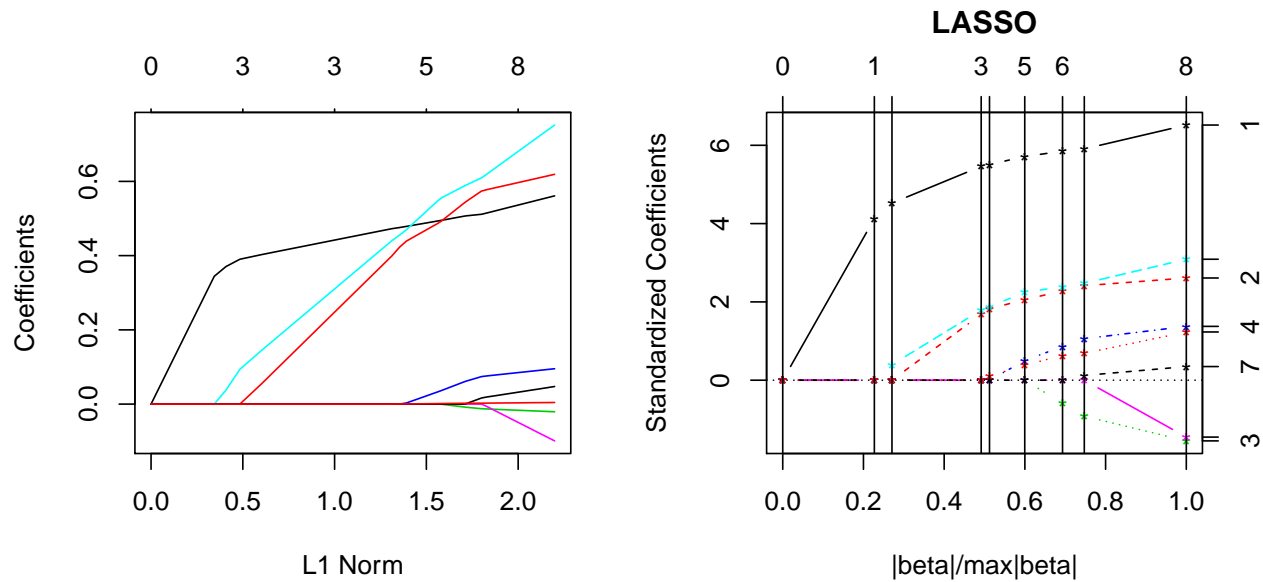 0 3 3 5 8
Coefficients
0.6
0.4
0.2
0.0
0.0 0.5 1.0 1.5 2.0
L1 Norm
LASSO
0 1 3 5 6 8
Standardized Coefficients
6
4
2
0
1
2
4
7
3
0.0 0.2 0.4 0.6 0.8 1.0
|beta|/max|beta|